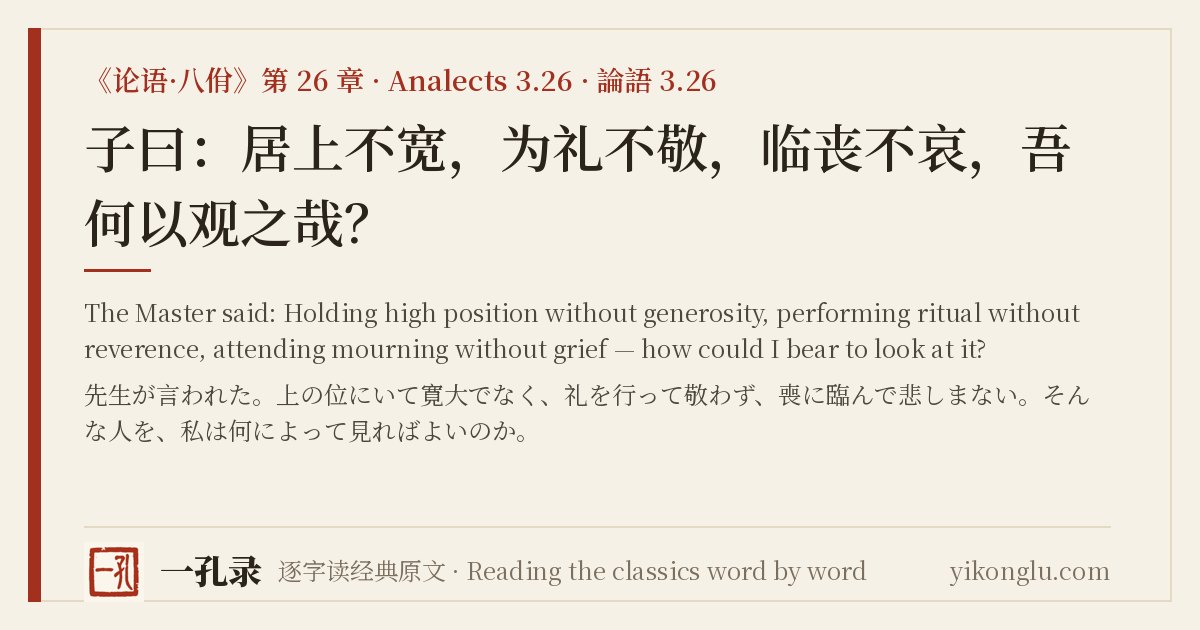 《论语·八佾》第 26 章 · Analects 3.26 · 論語 3.26
子曰：居上不宽，为礼不敬，临丧不哀，吾
何以观之哉？
The Master said: Holding high position without generosity, performing ritual without
reverence, attending mourning without grief — how could I bear to look at it?
先生が言われた。上の位にいて寛大でなく、礼を行って敬わず、喪に臨んで悲しまない。そん
な人を、私は何によって見ればよいのか。
一孔
一孔录 逐字读经典原文 · Reading the classics word by word yikonglu.com